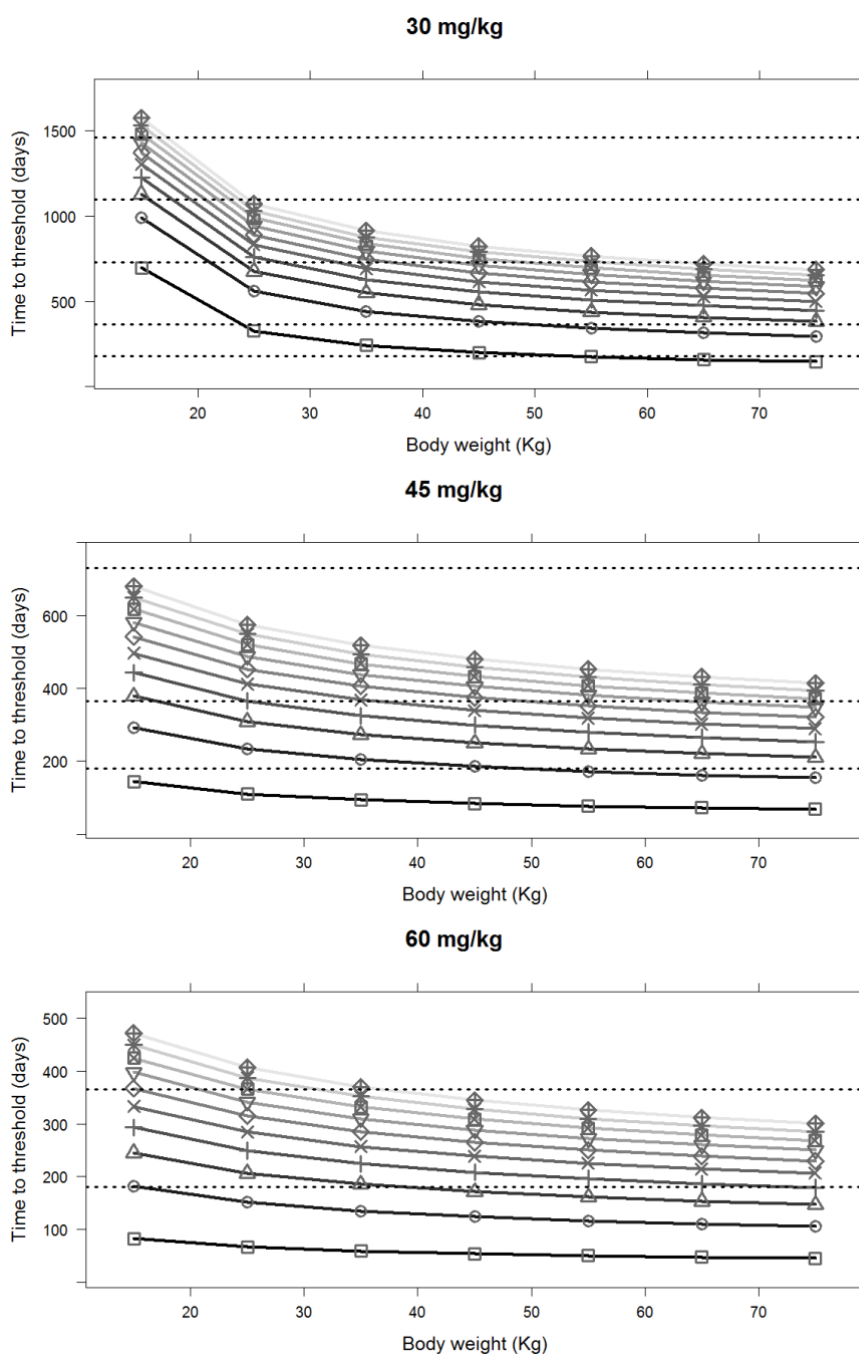 30 mg/kg
Time to threshold (days)
1500
1000
500
20 30 40 50 60 70
Body weight (Kg)
45 mg/kg
Time to threshold (days)
600
400
200
20 30 40 50 60 70
Body weight (Kg)
60 mg/kg
Time to threshold (days)
500
400
300
200
100
20 30 40 50 60 70
Body weight (Kg)